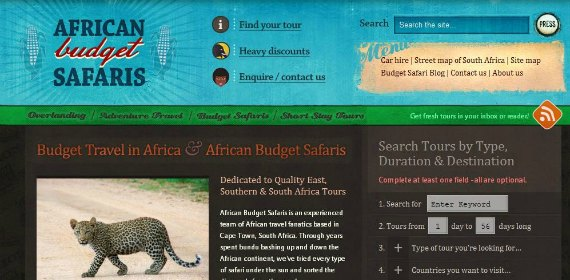 AFRICAN
budget
SAFARIS
Find your tour
Heavy discounts
Enquire / contact us
Search
Search the site...
PRESS
Menu
Car hire | Street map of South Africa | Site map
Budget Safari Blog | Contact us | About us
Overlanding / Adventure Travel / Budget Safaris / Short Stay Tours
Get fresh tours is your inbox or reader!
Budget Travel in Africa & African Budget Safaris
Dedicated to Quality East,
Southern & South Africa Tours
African Budget Safaris is an experienced
team of African travel fanatics based in
Cape Town, South Africa. Through years
spent bundu bashing up and down the
African continent, we've tried every type
of safari under the sun and sorted the
Search Tours by Type,
Duration & Destination
Complete at least one field - all are optional.
1. Search for Enter Keyword
2. Tours from 1 day to 56 days long
3. + Type of tour you're looking for...
4. + Countries you want to visit...